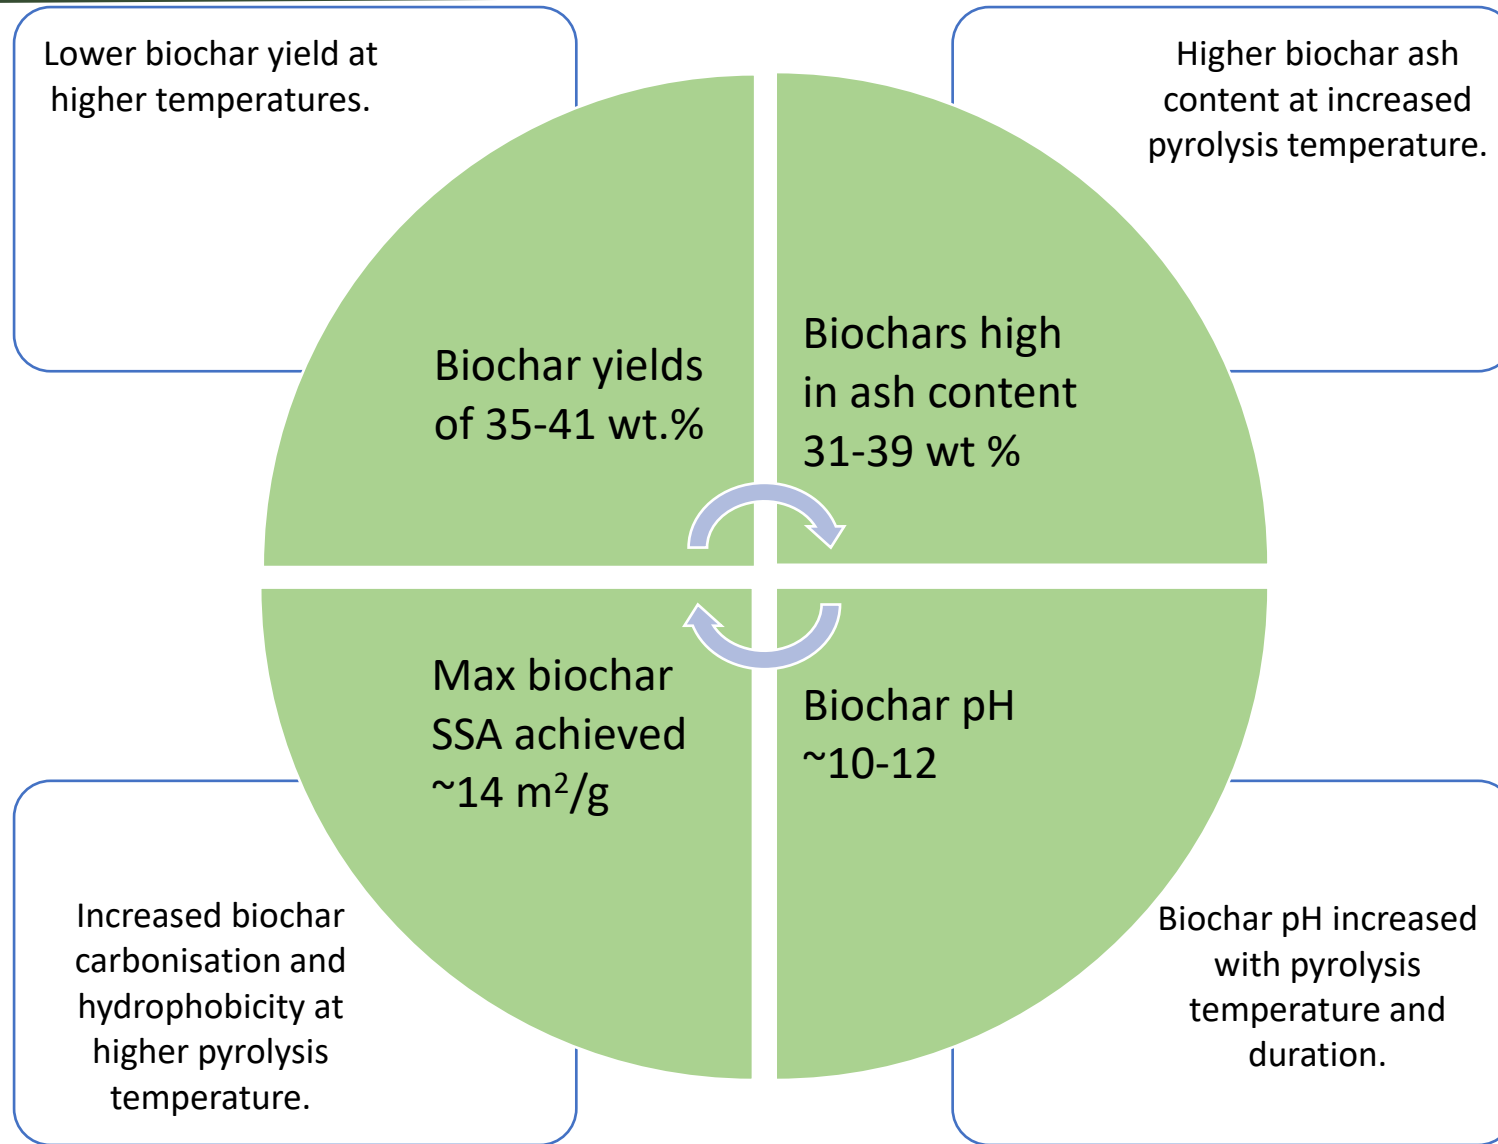 Lower biochar yield at
higher temperatures.
Higher biochar ash
content at increased
pyrolysis temperature.
Biochar yields
of 35-41 wt.%
Biochars high
in ash content
31-39 wt %
Max biochar
SSA achieved
~14 m²/g
Biochar pH
~10-12
Increased biochar
carbonisation and
hydrophobicity at
higher pyrolysis
temperature.
Biochar pH increased
with pyrolysis
temperature and
duration.